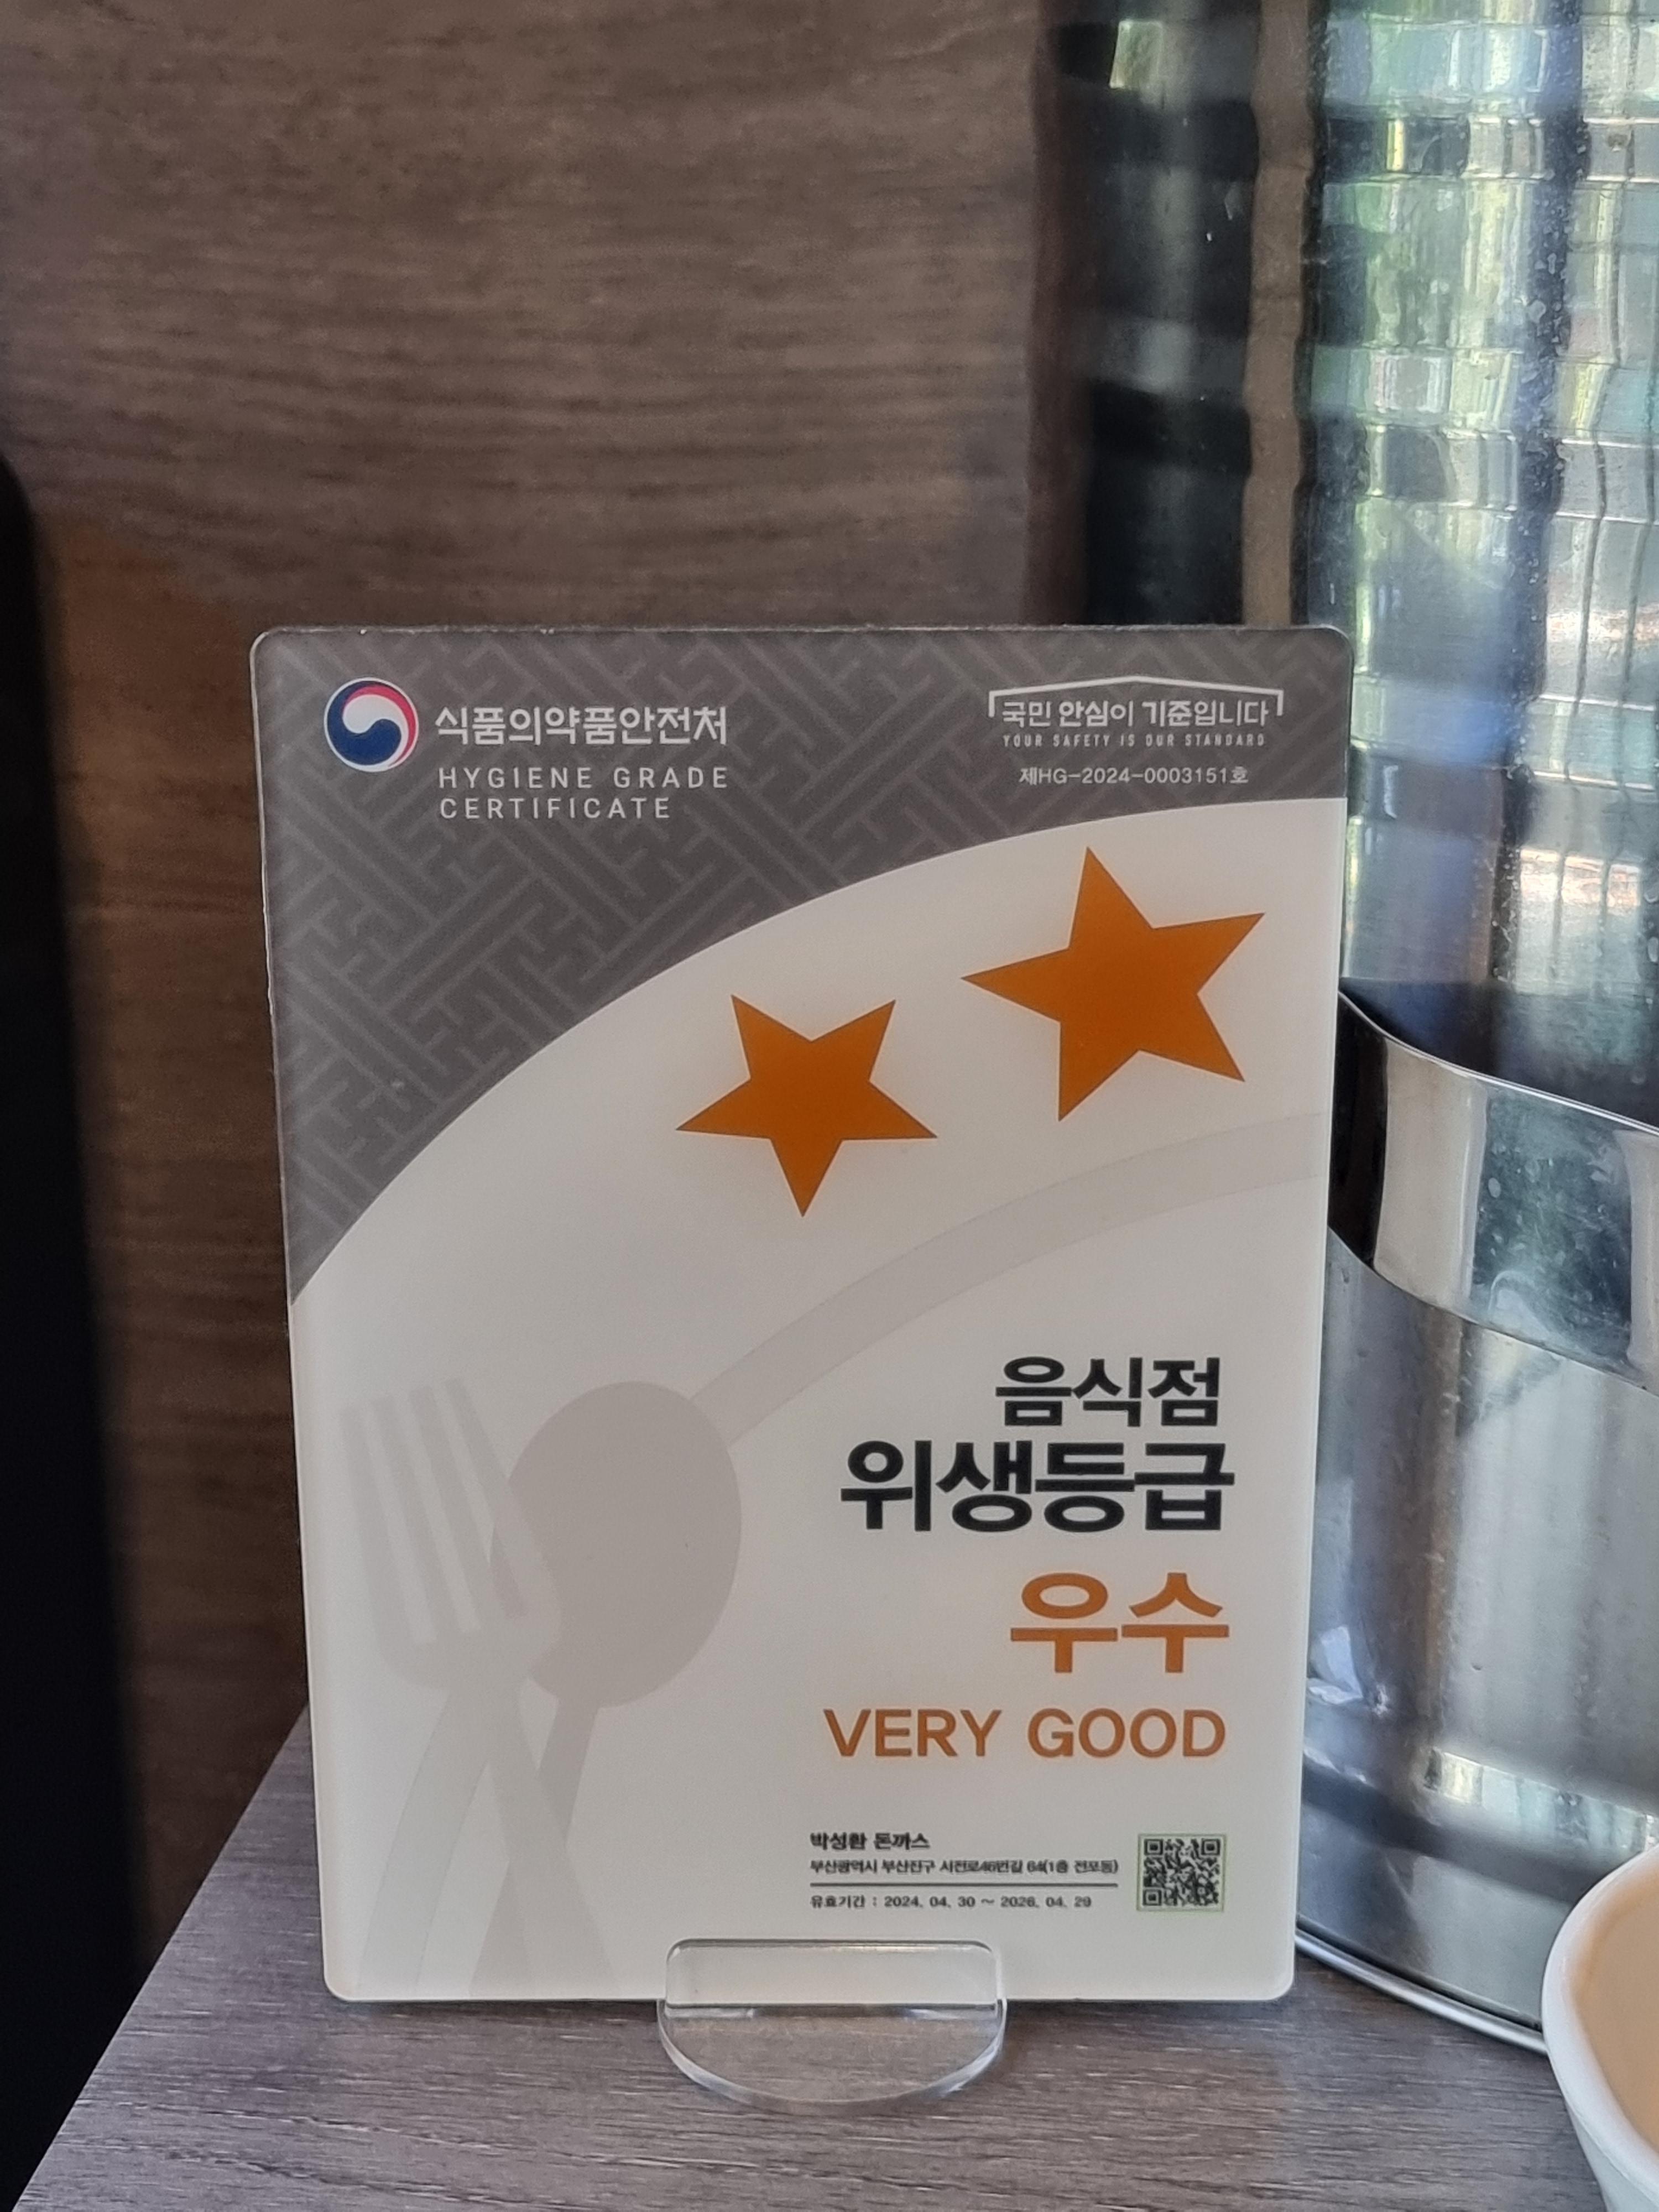 식품의약품안전처
HYGIENE GRADE
CERTIFICATE
국민 안심이 기준입니다
YOUR SAFETY IS OUR STANDARD
제HG-2024-0003151호
음식점
위생등급
우수
VERY GOOD
박성환 돈까스
부산광역시 부산진구 서전로46번길 64(1층 전포동)
유효기간 : 2024. 04. 30 ~ 2026. 04. 29